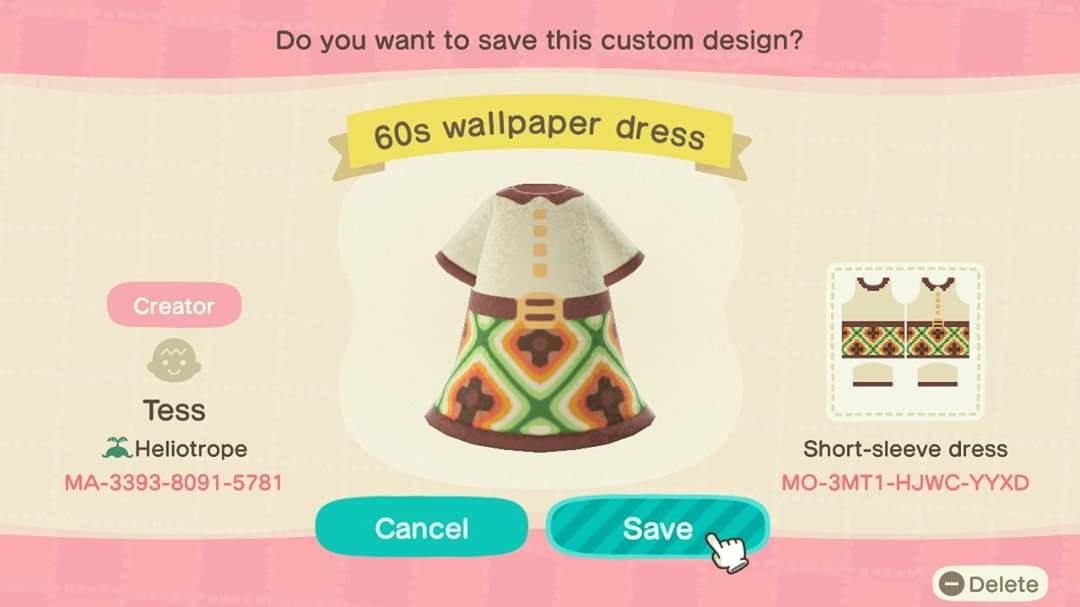 Do you want to save this custom design?
60s wallpaper dress
Creator
Tess
Heliotrope
MA-3393-8091-5781
Short-sleeve dress
MO-3MT1-HJWC-YYXD
Cancel
Save
Delete